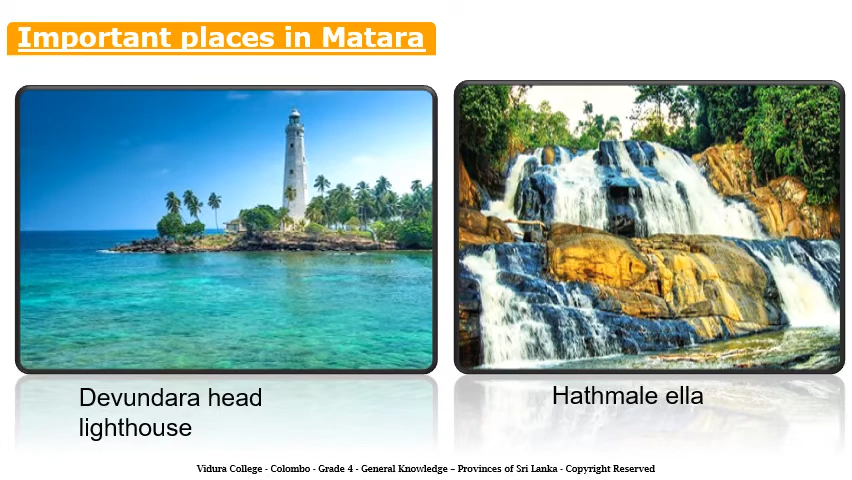 Important places in Matara
Devundara head
lighthouse
Hathmale ella
Vidura College - Colombo - Grade 4 - General Knowledge – Provinces of Sri Lanka - Copyright Reserved